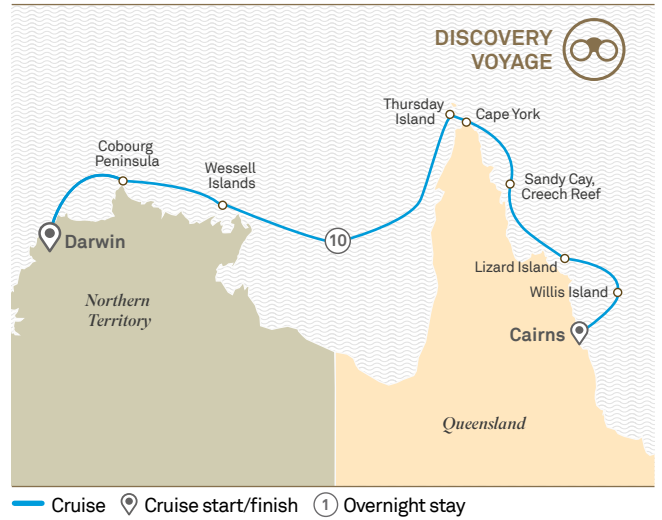 DISCOVERY
VOYAGE
Thursday
Island
Cape York
Cobourg
Peninsula
Wessell
Islands
Sandy Cay,
Creech Reef
Darwin
10
Lizard Island
Willis Island
Northern
Territory
Cairns
Queensland
Cruise
Cruise start/finish
1
Overnight stay